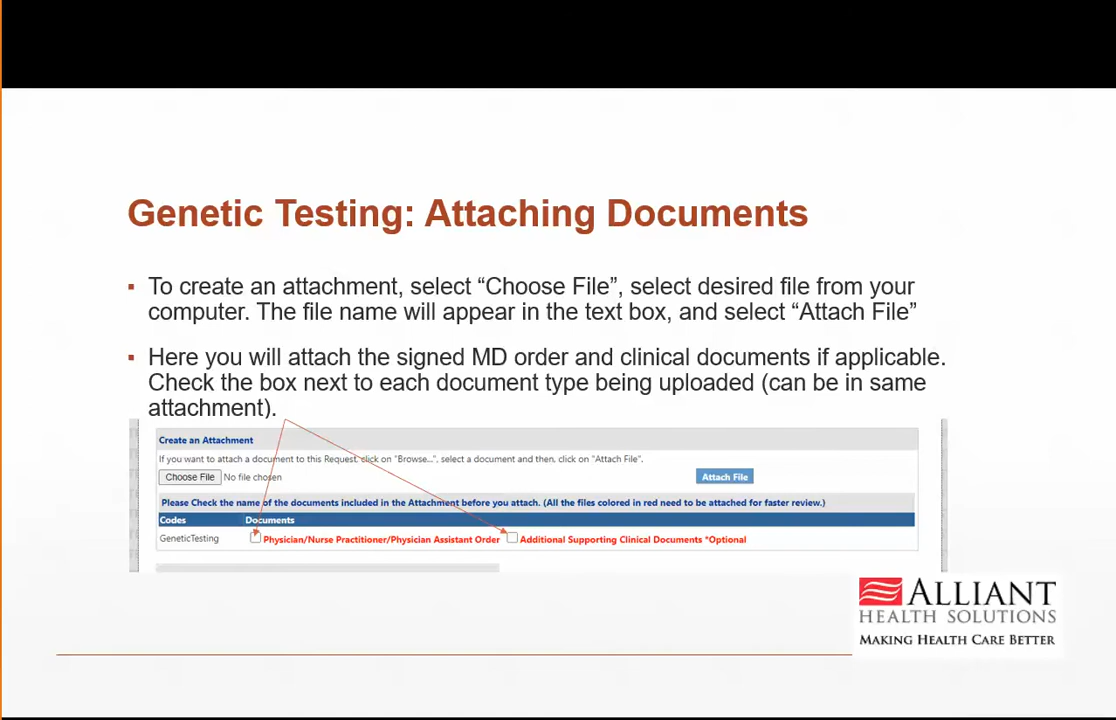 Genetic Testing: Attaching Documents
▪ To create an attachment, select “Choose File”, select desired file from your
computer. The file name will appear in the text box, and select “Attach File”
▪ Here you will attach the signed MD order and clinical documents if applicable.
Check the box next to each document type being uploaded (can be in same
attachment).
Create an Attachment
If you want to attach a document to this Request, click on "Browse...", select a document and then, click on "Attach File".
Choose File No file chosen Attach File
Please Check the name of the documents included in the Attachment before you attach. (All the files colored in red need to be attached for faster review.)
Codes Documents
GeneticTesting Physician/Nurse Practitioner/Physician Assistant Order Additional Supporting Clinical Documents *Optional
ALLIANT
HEALTH SOLUTIONS
MAKING HEALTH CARE BETTER